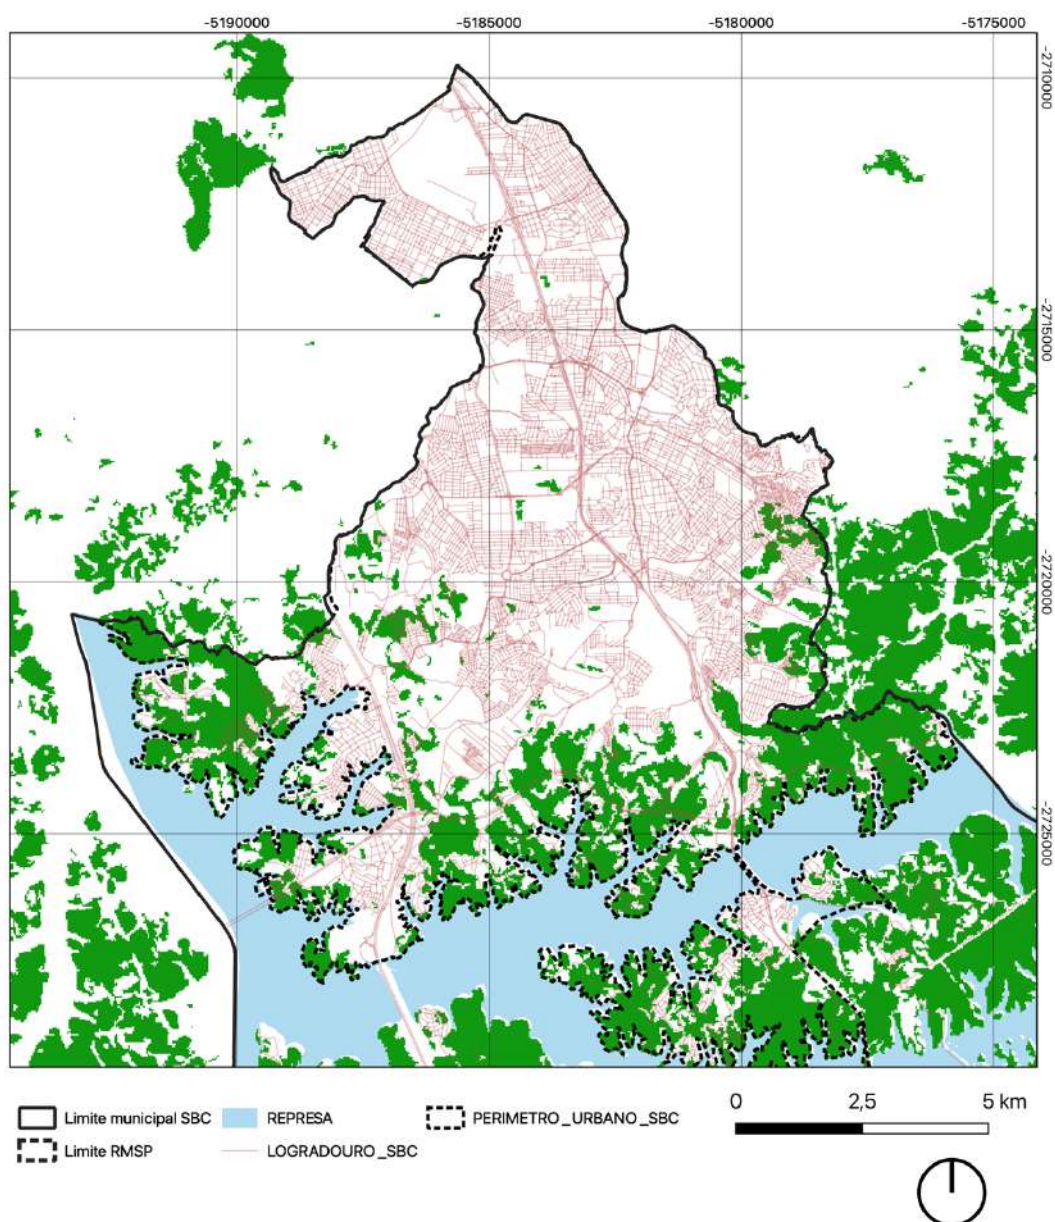 -5190000 -5185000 -5180000 -5175000
-2710000
-2715000
-2720000
-2725000
Limite municipal SBC REPRESA PERIMETRO_URBANO_SBC
Limite RMSP LOGRADOURO_SBC
0 2,5 5 km